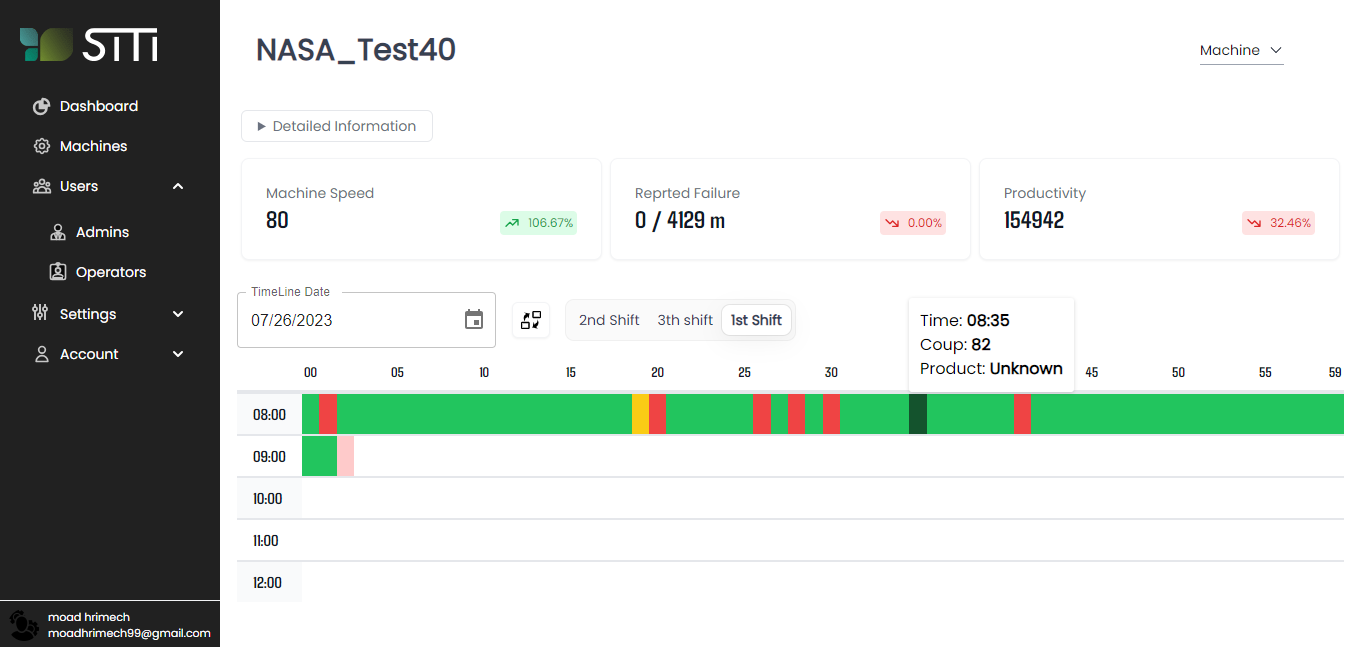 SiTi
Dashboard
Machines
Users
Admins
Operators
Settings
Account
moad hrimech
moadhrimech99@gmail.com
NASA_Test40
Machine
Detailed Information
Machine Speed
80
106.67%
Reprted Failure
0 / 4129 m
0.00%
Productivity
154942
32.46%
TimeLine Date
07/26/2023
2nd Shift 3th shift 1st Shift
Time: 08:35
Coup: 82
Product: Unknown
00 05 10 15 20 25 30 45 50 55 59
08:00
09:00
10:00
11:00
12:00